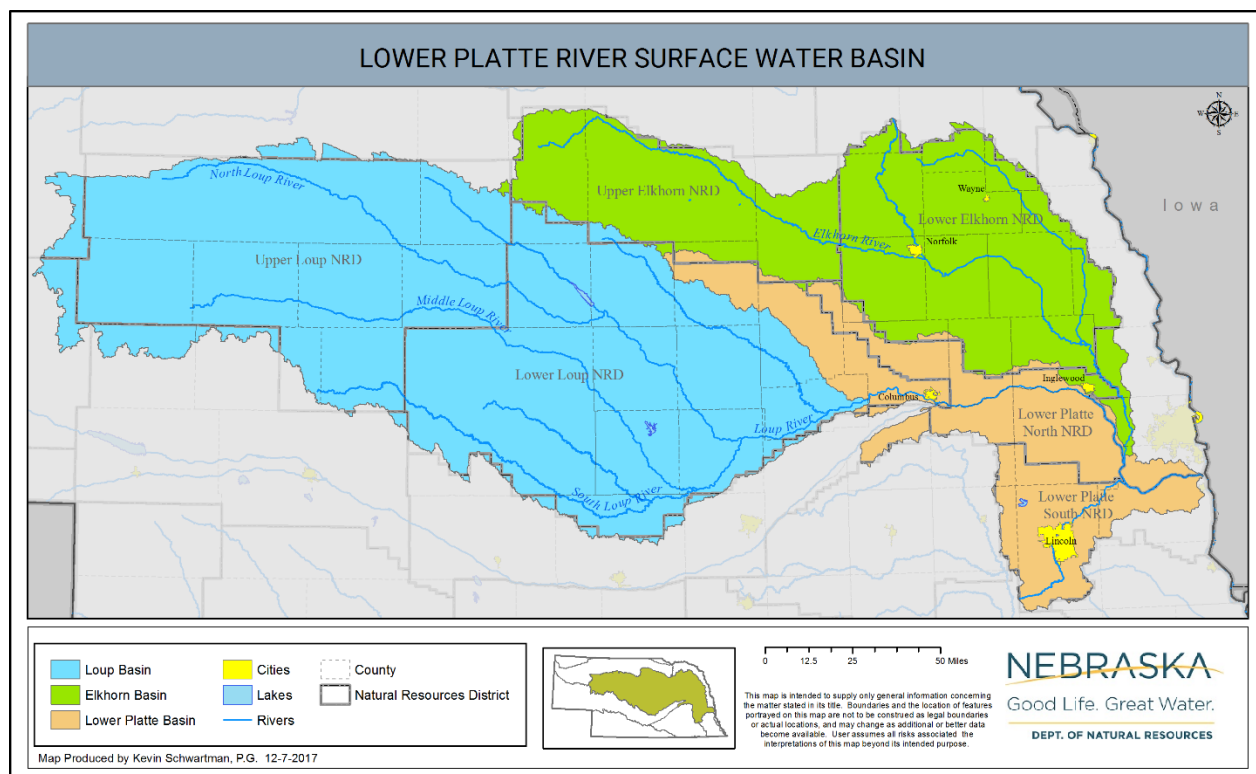 LOWER PLATTE RIVER SURFACE WATER BASIN
N
W
E
S
North Loup River
Upper Elkhorn NRD
Wayne
Lower Elkhorn NRD
Iowa
Elkhorn River
Norfolk
Upper Loup NRD
Middle Loup River
Lower Loup NRD
Inglewood
Columbus
Loup River
Lower Platte
North NRD
South Loup River
Lower Platte
South NRD
Lincoln
Loup Basin
Elkhorn Basin
Lower Platte Basin
Cities
Lakes
Rivers
County
Natural Resources District
0 12.5 25 50 Miles
This map is intended to supply only general information concerning
the matter stated in its title. Boundaries and the location of features
portrayed on this map are not to be construed as legal boundaries
or actual locations, and may change as additional or better data
become available. User assumes all risks associated the
interpretations of this map beyond its intended purpose.
NEBRASKA
Good Life. Great Water.
DEPT. OF NATURAL RESOURCES
Map Produced by Kevin Schwartman, P.G. 12-7-2017